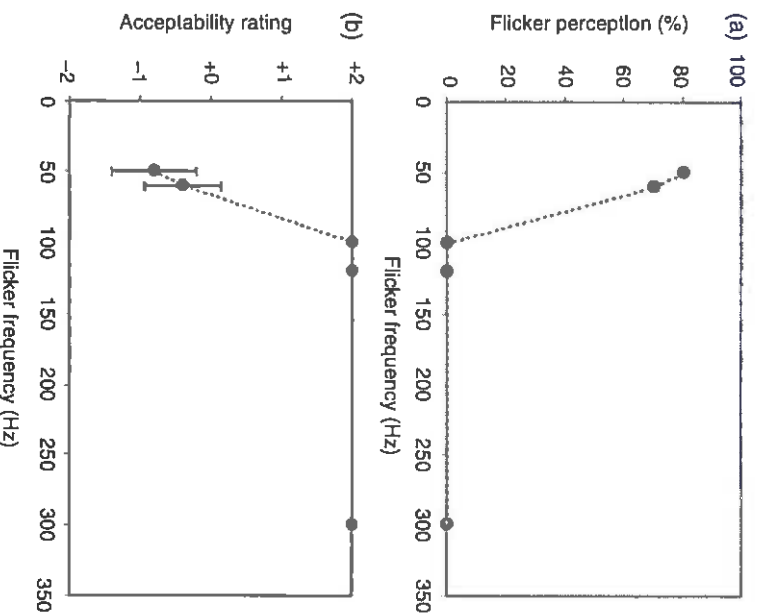 (a)
100
80
60
40
20
0
Flicker perception (%)
0 50 100 150 200 250 300 350
Flicker frequency (Hz)
(b)
+2
+1
+0
−1
−2
Acceptability rating
0 50 100 150 200 250 300 350
Flicker frequency (Hz)